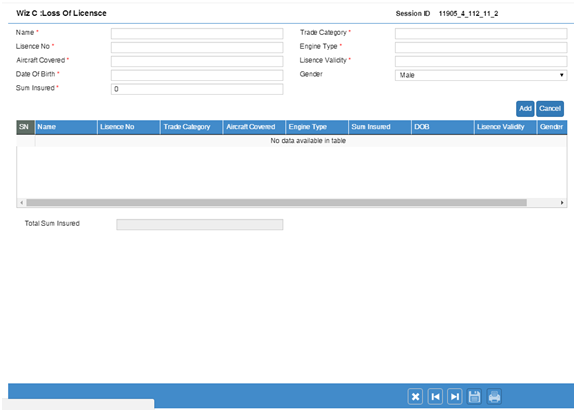 Wiz C :Loss Of Licensce Session ID 11905_4_112_11_2
Name * Trade Category *
Lisence No * Engine Type *
Aircraft Covered * Lisence Validity *
Date Of Birth * Gender Male
Sum Insured * 0
Add Cancel
SN Name Lisence No Trade Category Aircraft Covered Engine Type Sum Insured DOB Lisence Validity Gender
No data available in table
Total Sum Insured